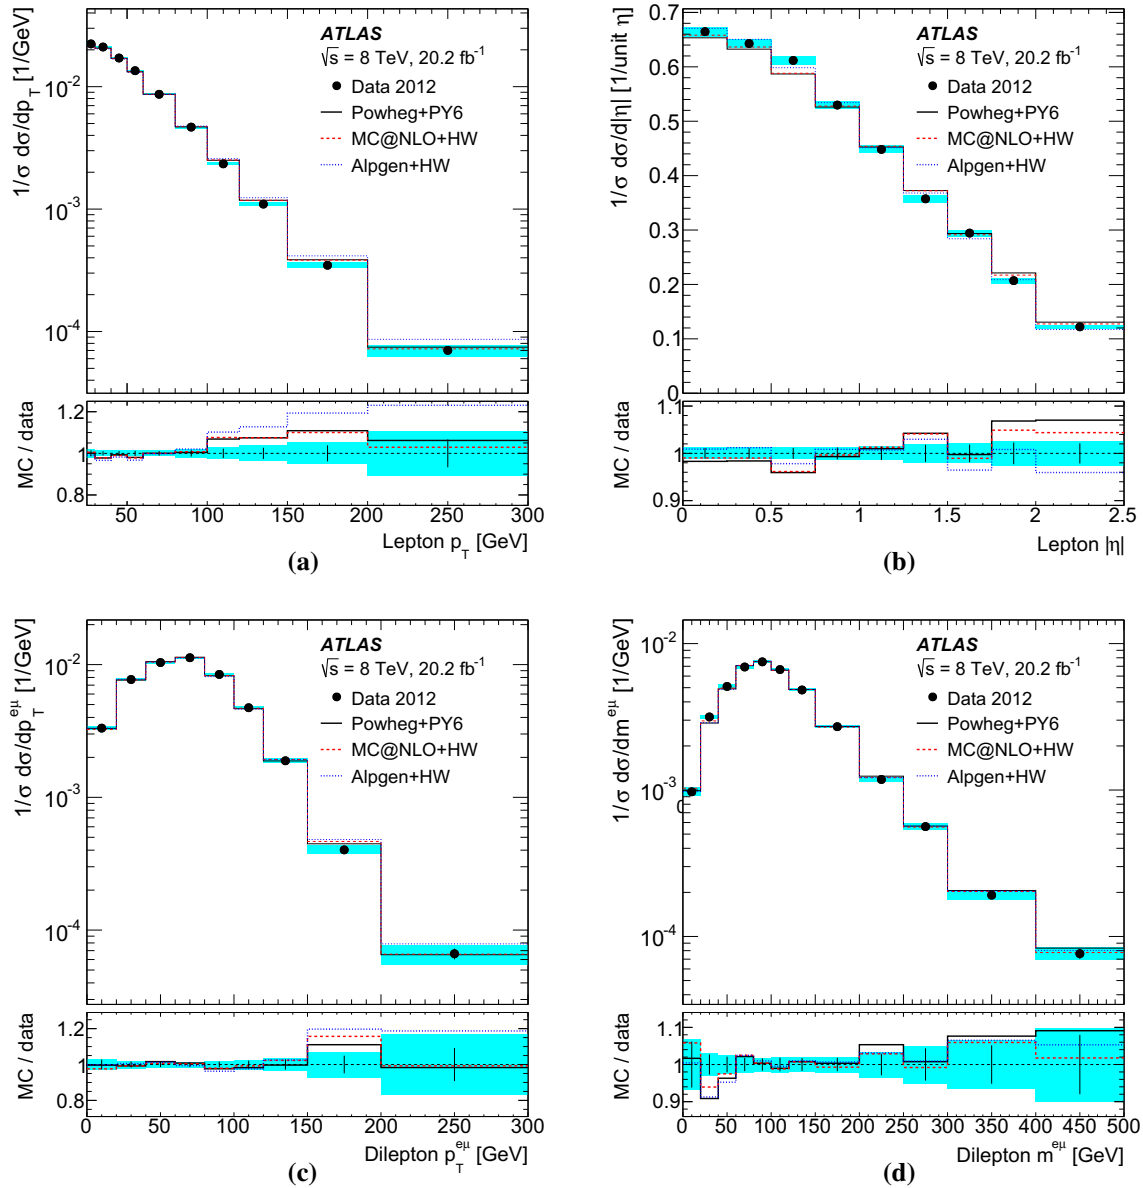 ATLAS
√s = 8 TeV, 20.2 fb⁻¹
Data 2012
Powheg+PY6
MC@NLO+HW
Alpgen+HW
1/σ dσ/dp_T [1/GeV]
10⁻²
10⁻³
10⁻⁴
MC / data
1.2
1
0.8
50 100 150 200 250 300
Lepton p_T [GeV]
(a)
ATLAS
√s = 8 TeV, 20.2 fb⁻¹
Data 2012
Powheg+PY6
MC@NLO+HW
Alpgen+HW
1/σ dσ/d|η| [1/unit η]
0.7
0.6
0.5
0.4
0.3
0.2
0.1
0
MC / data
1.1
1
0.9
0 0.5 1 1.5 2 2.5
Lepton |η|
(b)
ATLAS
√s = 8 TeV, 20.2 fb⁻¹
Data 2012
Powheg+PY6
MC@NLO+HW
Alpgen+HW
1/σ dσ/dp_T^eμ [1/GeV]
10⁻²
10⁻³
10⁻⁴
MC / data
1.2
1
0.8
0 50 100 150 200 250 300
Dilepton p_T^eμ [GeV]
(c)
ATLAS
√s = 8 TeV, 20.2 fb⁻¹
Data 2012
Powheg+PY6
MC@NLO+HW
Alpgen+HW
1/σ dσ/dm^eμ [1/GeV]
10⁻²
10⁻³
10⁻⁴
MC / data
1.1
1
0.9
0 50 100 150 200 250 300 350 400 450 500
Dilepton m^eμ [GeV]
(d)